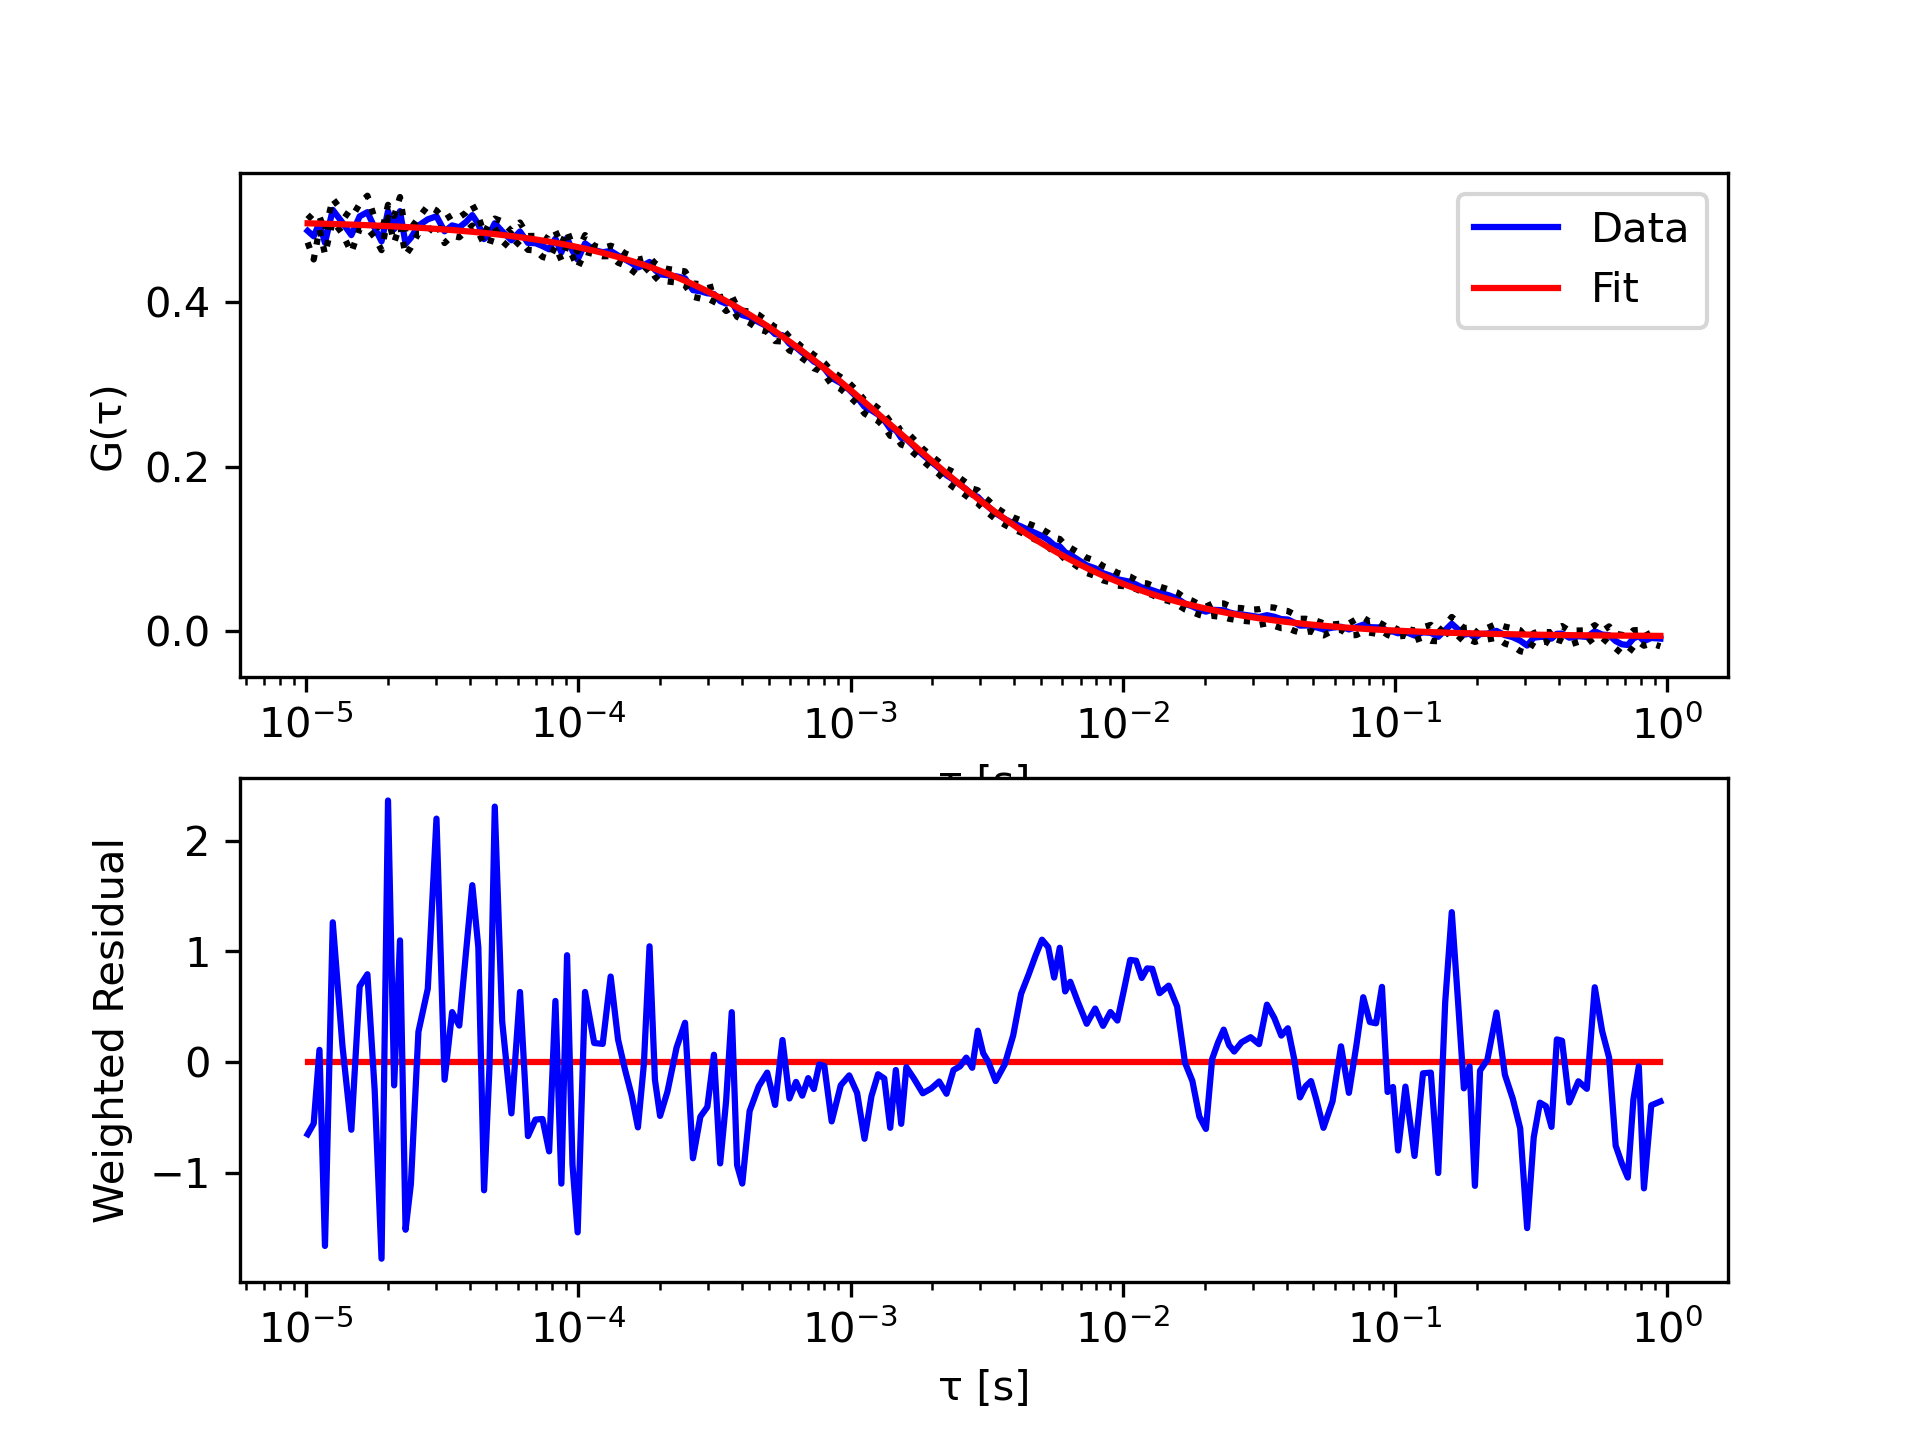 G(τ)
0.4
0.2
0.0
Data
Fit
10⁻⁵ 10⁻⁴ 10⁻³ 10⁻² 10⁻¹ 10⁰
τ [s]
Weighted Residual
2
1
0
−1
10⁻⁵ 10⁻⁴ 10⁻³ 10⁻² 10⁻¹ 10⁰
τ [s]